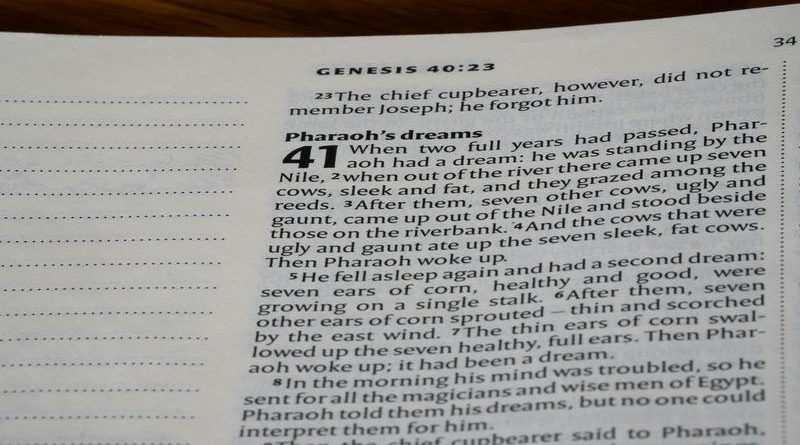 GENESIS 40:23
34
23The chief cupbearer, however, did not re-
member Joseph; he forgot him.
Pharaoh's dreams
41 When two full years had passed, Phar-
aoh had a dream: he was standing by the
Nile, 2when out of the river there came up seven
cows, sleek and fat, and they grazed among the
reeds. 3After them, seven other cows, ugly and
gaunt, came up out of the Nile and stood beside
those on the riverbank. 4And the cows that were
ugly and gaunt ate up the seven sleek, fat cows.
Then Pharaoh woke up.
5He fell asleep again and had a second dream:
seven ears of corn, healthy and good, were
growing on a single stalk. 6After them, seven
other ears of corn sprouted – thin and scorched
by the east wind. 7The thin ears of corn swal-
lowed up the seven healthy, full ears. Then Phar-
aoh woke up; it had been a dream.
8In the morning his mind was troubled, so he
sent for all the magicians and wise men of Egypt.
Pharaoh told them his dreams, but no one could
interpret them for him.
the chief cupbearer said to Pharaoh,